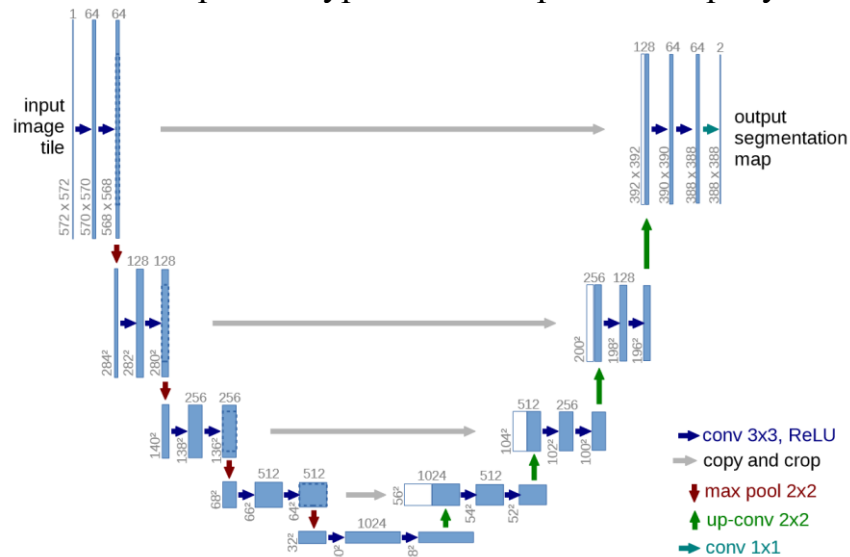 1 64 64
input
image
tile
572 x 572
570 x 570
568 x 568
128 64 64 2
output
segmentation
map
392 x 392
390 x 390
388 x 388
388 x 388
128 128
284²
282²
280²
256 128
200²
198²
196²
256 256
140²
138²
136²
512 256
104²
102²
100²
512 512
68²
66²
64²
1024 512
56²
54²
52²
1024
32²
0²
8²
conv 3x3, ReLU
copy and crop
max pool 2x2
up-conv 2x2
conv 1x1